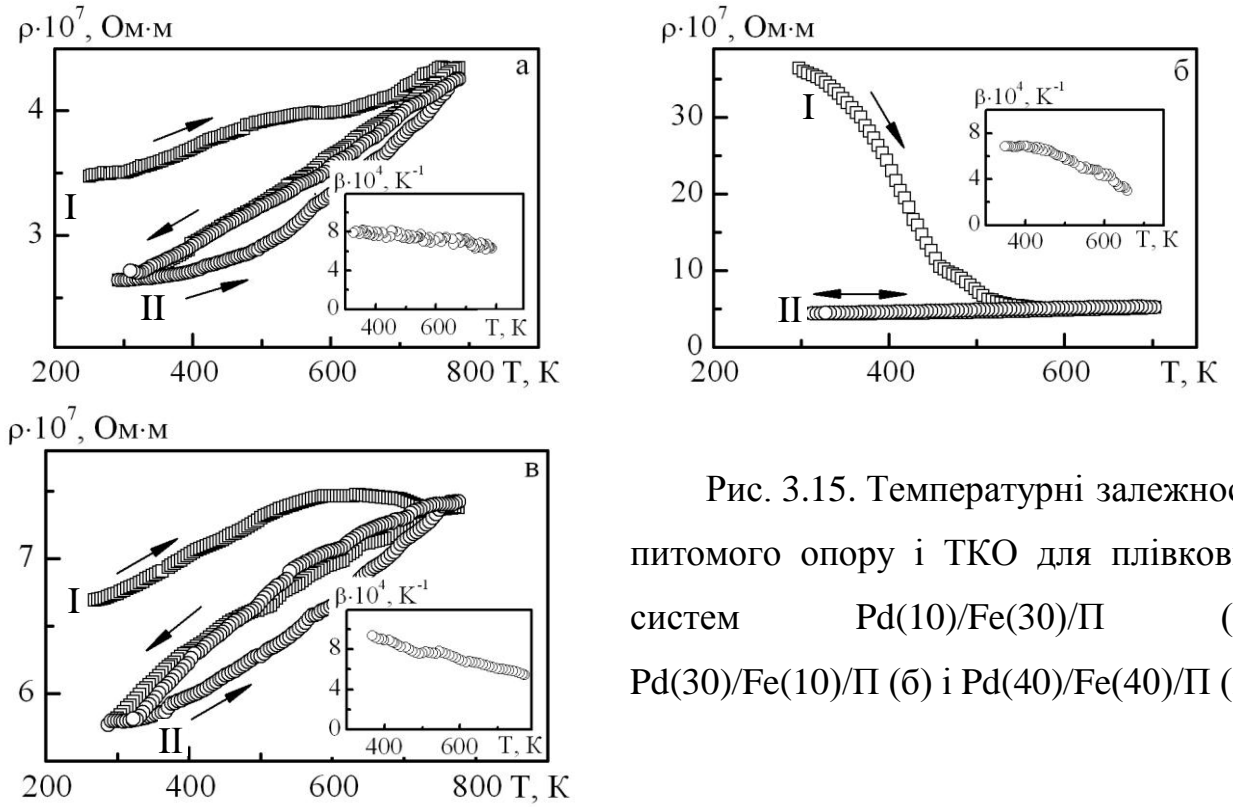 ρ·10⁷, Ом·м
а
4
3
I
II
β·10⁴, K⁻¹
8
4
0
400 600 T, K
200 400 600 800 T, К
ρ·10⁷, Ом·м
б
30
20
10
0
I
II
β·10⁴, K⁻¹
8
4
0
400 600 T, K
200 400 600 T, К
ρ·10⁷, Ом·м
в
7
6
I
II
β·10⁴, K⁻¹
8
4
0
400 600 T, K
200 400 600 800 T, К
Рис. 3.15. Температурні залежнос
питомого опору і ТКО для плівков
систем Pd(10)/Fe(30)/П (
Pd(30)/Fe(10)/П (б) і Pd(40)/Fe(40)/П (